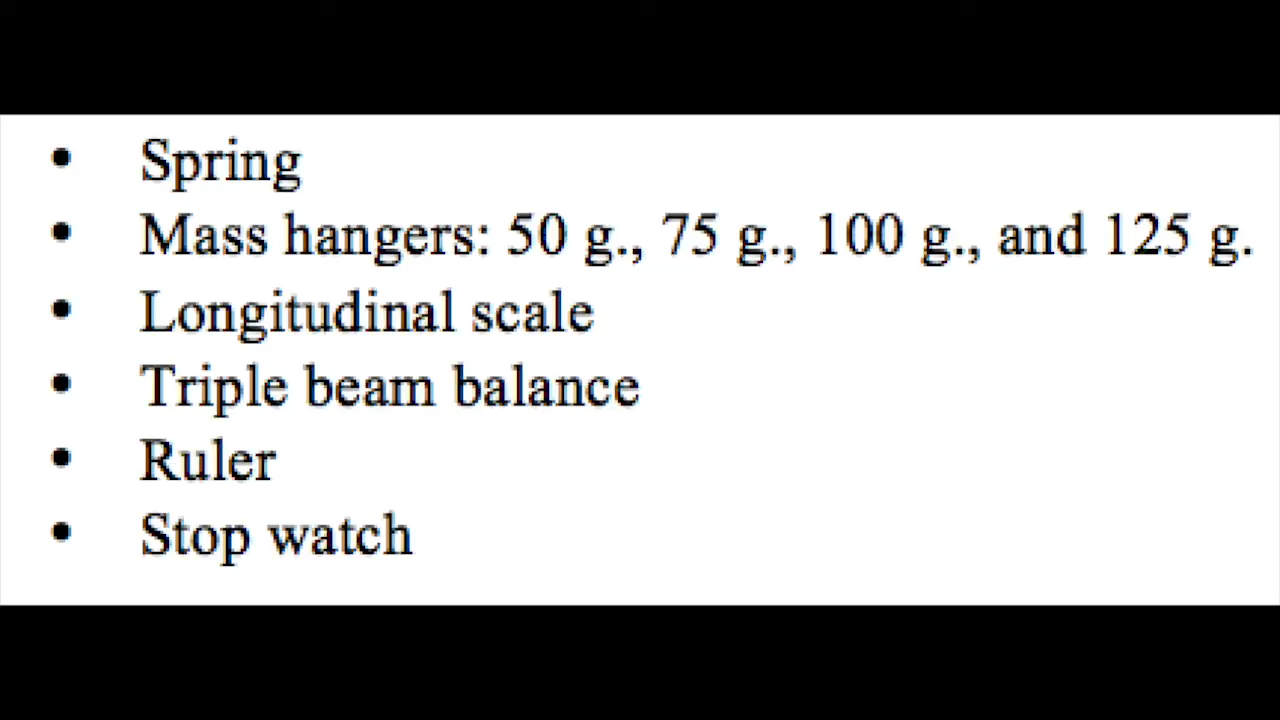 • Spring
• Mass hangers: 50 g., 75 g., 100 g., and 125 g.
• Longitudinal scale
• Triple beam balance
• Ruler
• Stop watch